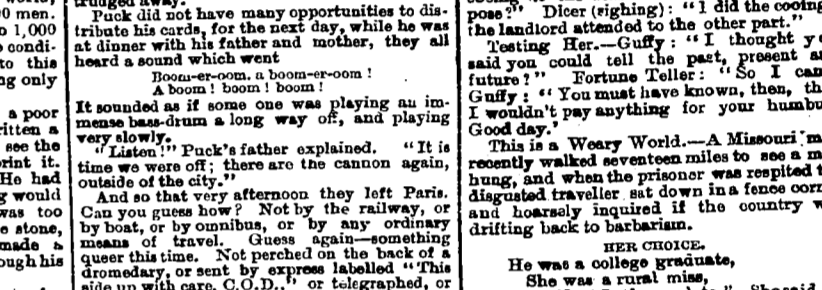 0 men.
o 1,000
condi-
to this
ng only
a poor
ritten a
see the
rint it.
He had
would
was too
e stone,
made a
ough his
trudged away.
Puck did not have many opportunities to dis-
tribute his cards, for the next day, while he was
at dinner with his father and mother, they all
heard a sound which went
Boom-er-oom, a boom-er-oom !
A boom ! boom ! boom !
It sounded as if some one was playing an im-
mense bass-drum a long way off, and playing
very slowly.
"Listen !" Puck's father explained. "It is
time we were off ; there are the cannon again,
outside of the city."
And so that very afternoon they left Paris.
Can you guess how ? Not by the railway, or
by boat, or by omnibus, or by any ordinary
means of travel. Guess again—something
queer this time. Not perched on the back of a
dromedary, or sent by express labelled "This
side up with care, C.O.D.," or telegraphed, or
pose ?" Dicer (sighing) : "I did the cooing
the landlord attended to the other part."
Testing Her.—Guffy : "I thought y
said you could tell the past, present a
future ?" Fortune Teller : "So I can
Guffy : "You must have known, then, th
I wouldn't pay anything for your humbu
Good day.'
This is a Weary World.—A Missouri m
recently walked seventeen miles to see a m
hung, and when the prisoner was respited t
disgusted traveller sat down in a fence corn
and hoarsely inquired if the country w
drifting back to barbarism.
HER CHOICE.
He was a college graduate,
She was a rural miss,